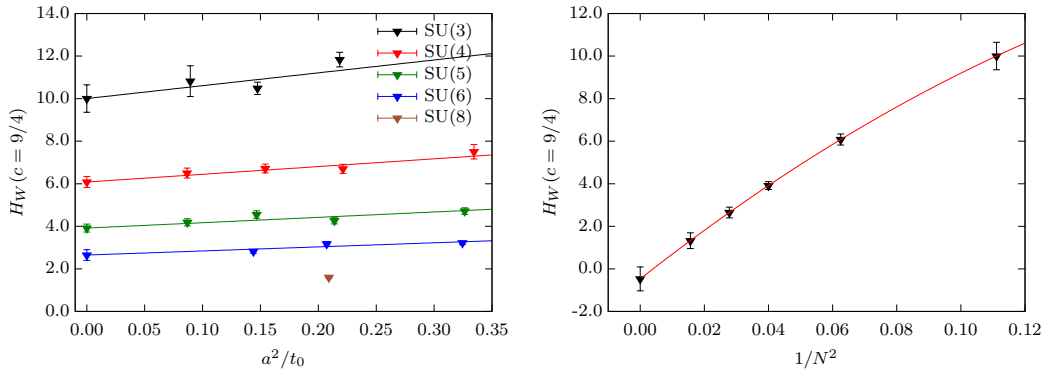 14.0
12.0
10.0
8.0
6.0
4.0
2.0
0.0
0.00 0.05 0.10 0.15 0.20 0.25 0.30 0.35
H_W(c = 9/4)
a²/t₀
SU(3)
SU(4)
SU(5)
SU(6)
SU(8)
12.0
10.0
8.0
6.0
4.0
2.0
0.0
-2.0
0.00 0.02 0.04 0.06 0.08 0.10 0.12
H_W(c = 9/4)
1/N²